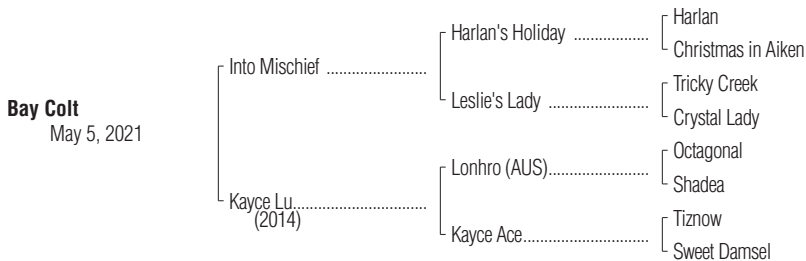 Harlan
Harlan's Holiday ..................
Christmas in Aiken
Into Mischief ........................
Tricky Creek
Leslie's Lady ........................
Crystal Lady
Bay Colt
May 5, 2021
Octagonal
Lonhro (AUS)........................
Shadea
Kayce Lu................................
(2014)
Tiznow
Kayce Ace..............................
Sweet Damsel